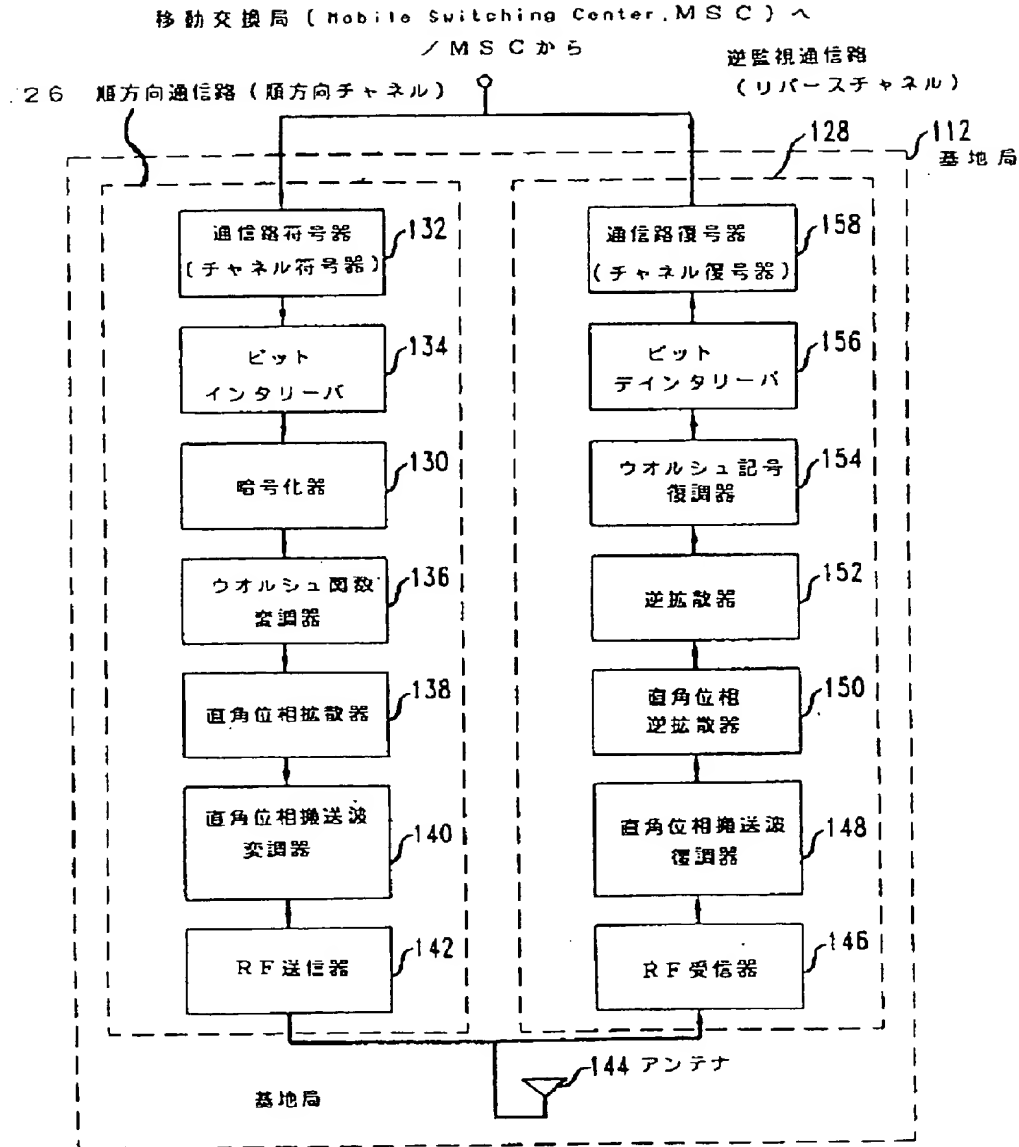 移動交換局 (Mobile Switching Center, MSC) へ
／MSCから
逆監視通信路
(リバースチャネル)
26 順方向通信路 (順方向チャネル)
128
112
基地局
通信路符号器
(チャネル符号器)
132
通信路復号器
(チャネル復号器)
158
ビット
インタリーバ
134
ビット
デインタリーバ
156
暗号化器
130
ウオルシュ記号
復調器
154
ウオルシュ関数
変調器
136
逆拡散器
152
直角位相拡散器
138
直角位相
逆拡散器
150
直角位相搬送波
変調器
140
直角位相搬送波
復調器
148
RF送信器
142
RF受信器
146
144 アンテナ
基地局